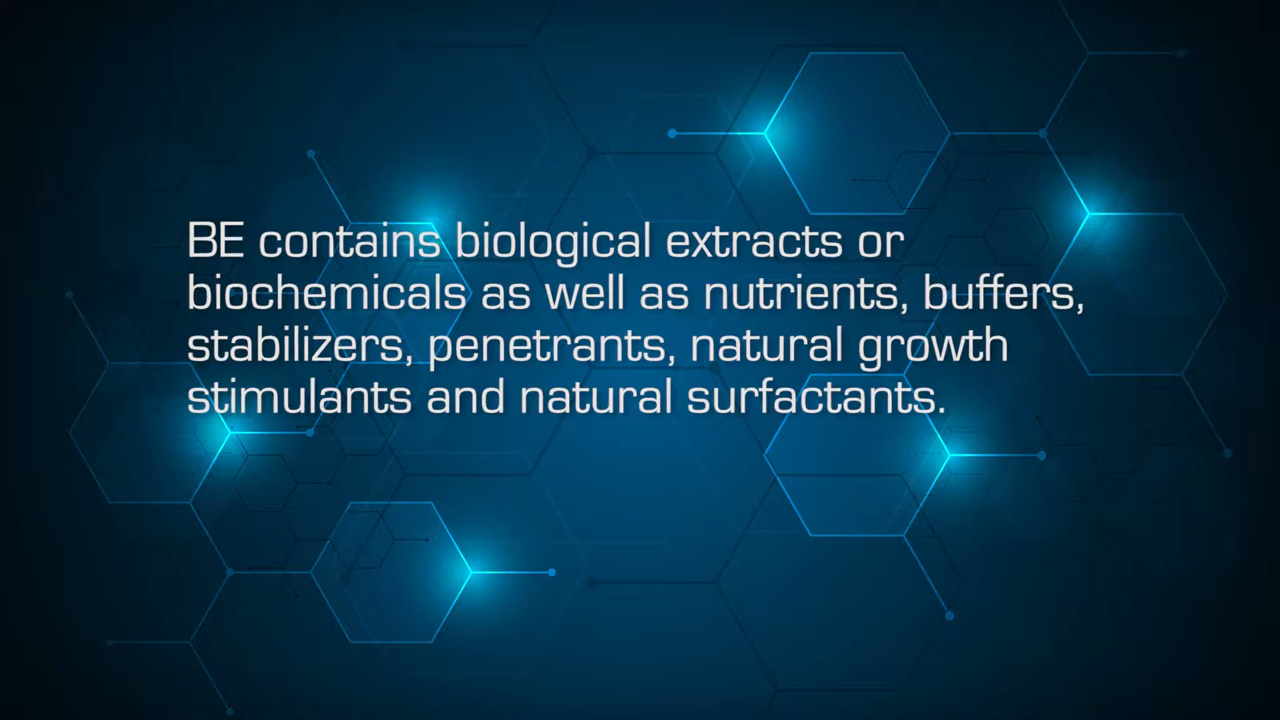 BE contains biological extracts or
biochemicals as well as nutrients, buffers,
stabilizers, penetrants, natural growth
stimulants and natural surfactants.